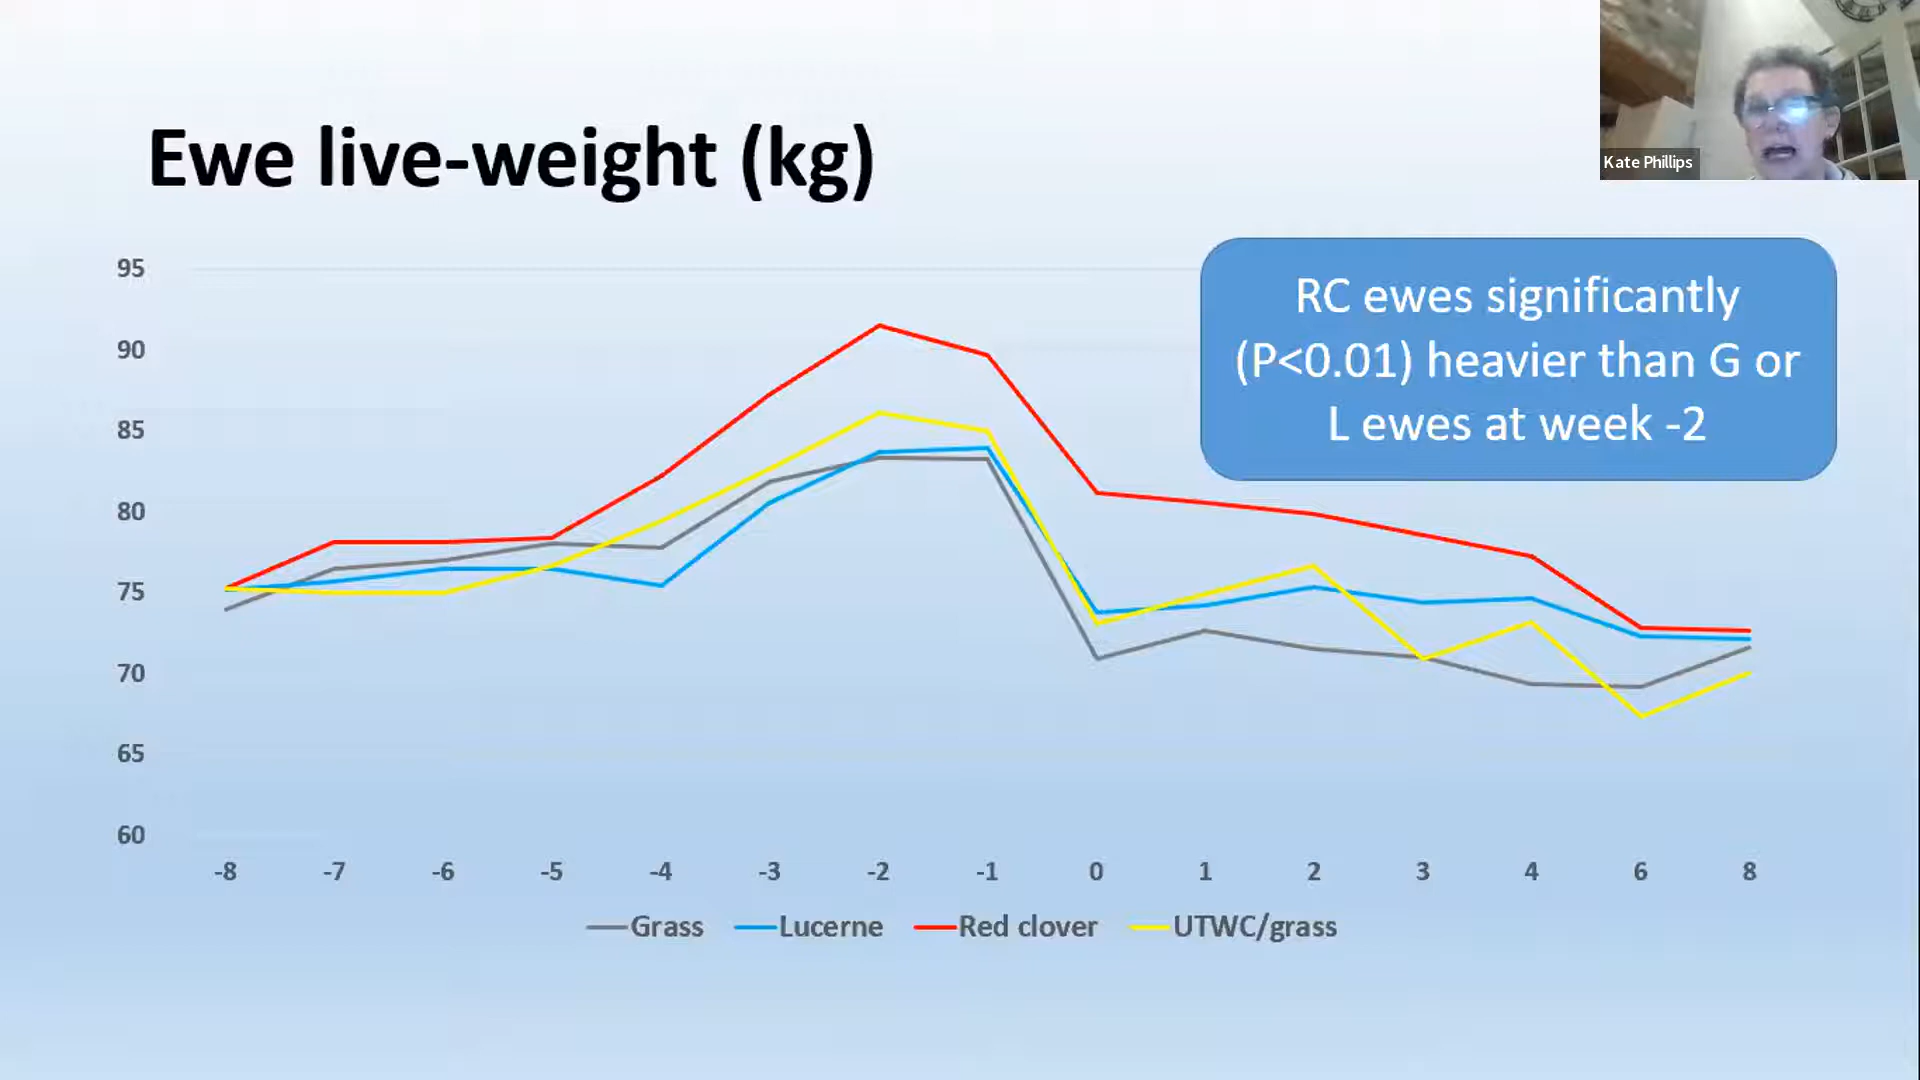 Kate Phillips
Ewe live-weight (kg)
RC ewes significantly
(P<0.01) heavier than G or
L ewes at week -2
95
90
85
80
75
70
65
60
-8 -7 -6 -5 -4 -3 -2 -1 0 1 2 3 4 6 8
Grass Lucerne Red clover UTWC/grass